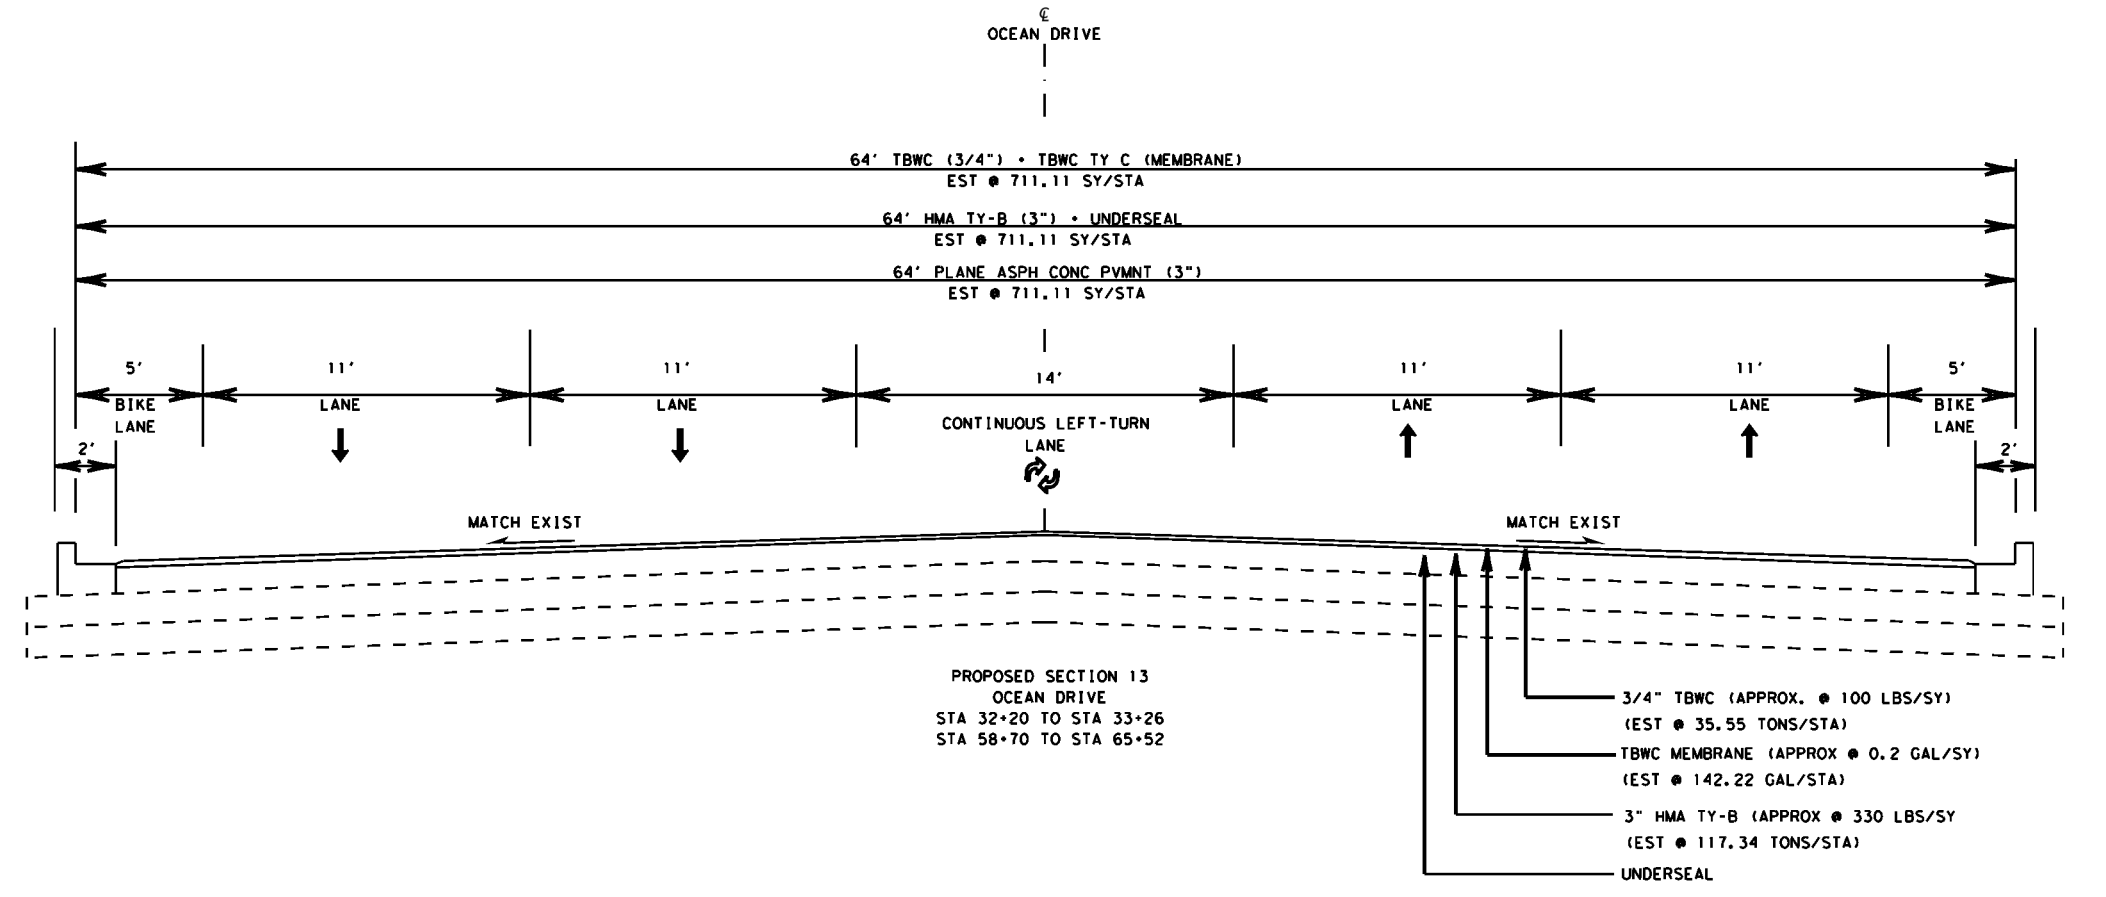 ℄
OCEAN DRIVE
64' TBWC (3/4") • TBWC TY C (MEMBRANE)
EST @ 711.11 SY/STA
64' HMA TY-B (3") • UNDERSEAL
EST @ 711.11 SY/STA
64' PLANE ASPH CONC PVMNT (3")
EST @ 711.11 SY/STA
5' 11' 11' 14' 11' 11' 5'
BIKE LANE LANE LANE LANE BIKE
LANE CONTINUOUS LEFT-TURN LANE
LANE
2' 2'
MATCH EXIST MATCH EXIST
PROPOSED SECTION 13
OCEAN DRIVE
STA 32+20 TO STA 33+26
STA 58+70 TO STA 65+52
3/4" TBWC (APPROX. @ 100 LBS/SY)
(EST @ 35.55 TONS/STA)
TBWC MEMBRANE (APPROX @ 0.2 GAL/SY)
(EST @ 142.22 GAL/STA)
3" HMA TY-B (APPROX @ 330 LBS/SY
(EST @ 117.34 TONS/STA)
UNDERSEAL